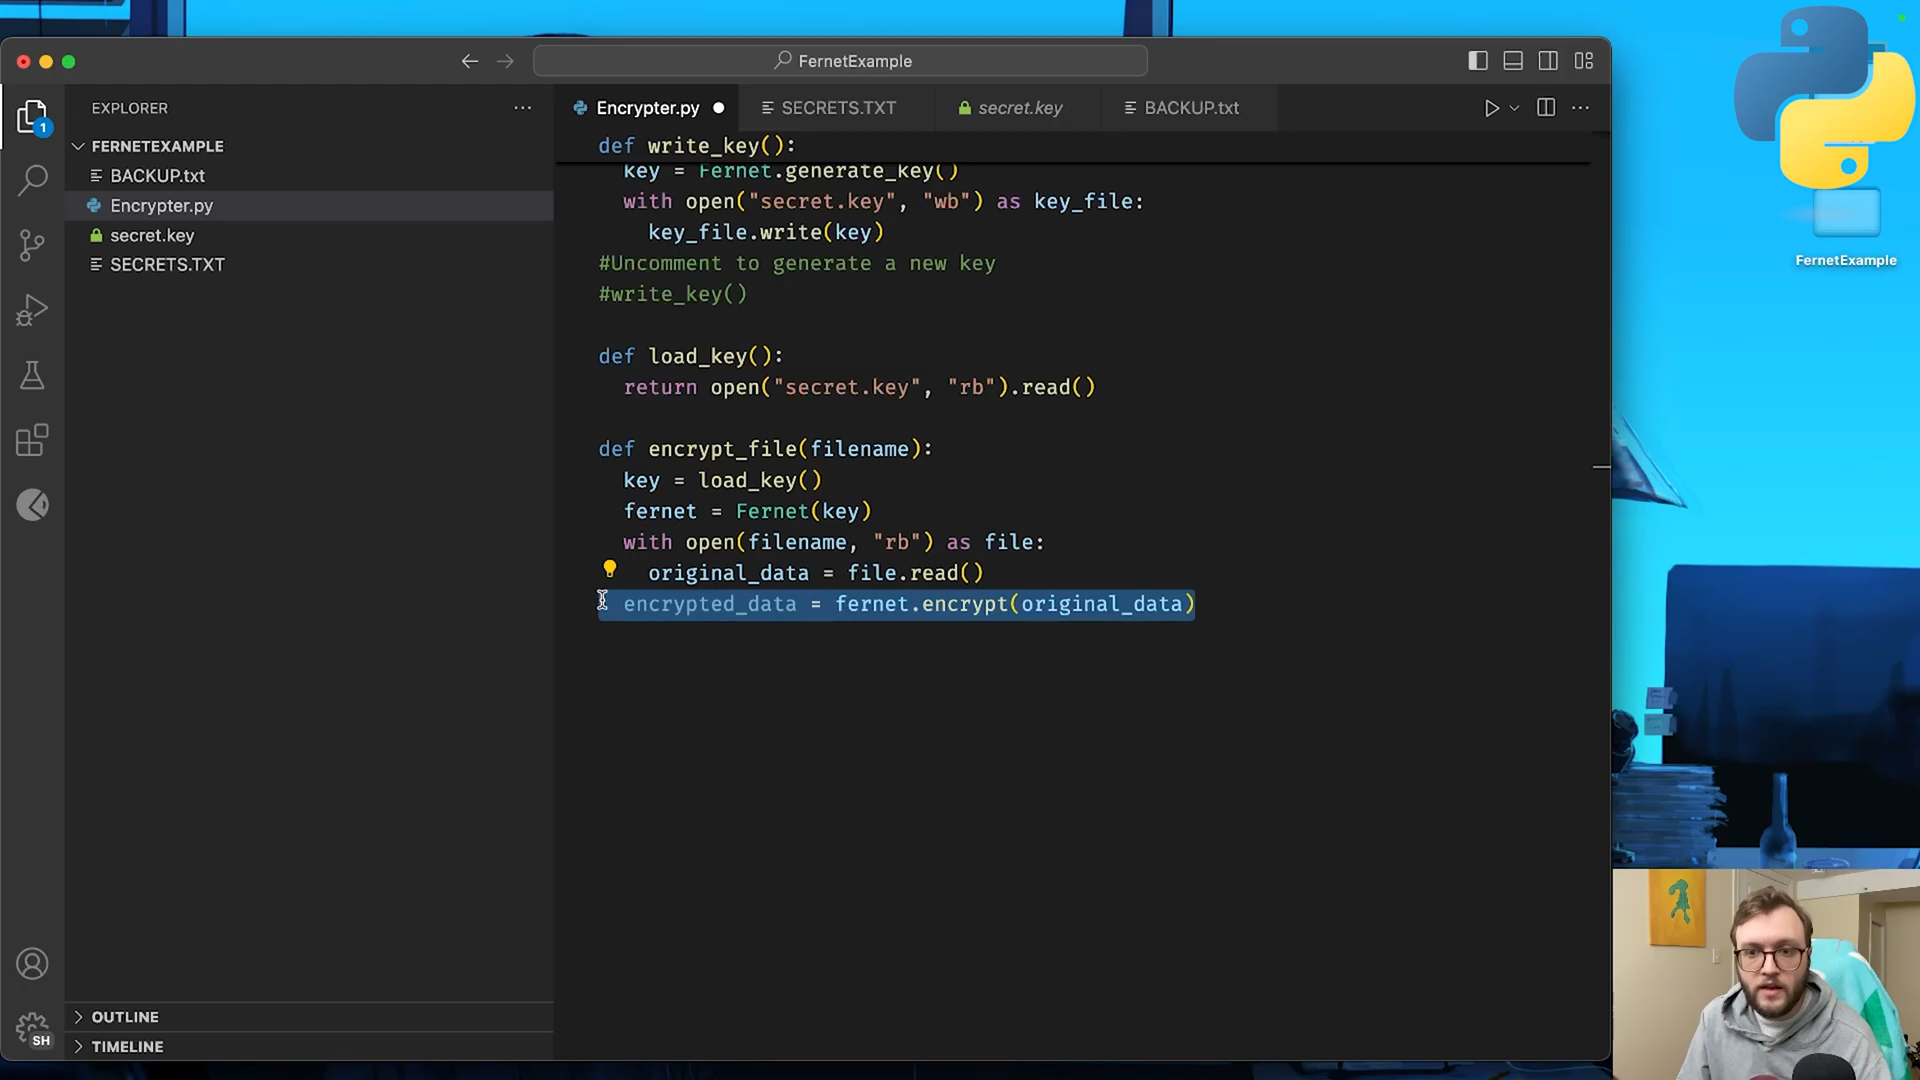 FernetExample
EXPLORER
FERNETEXAMPLE
BACKUP.txt
Encrypter.py
secret.key
SECRETS.TXT
OUTLINE
TIMELINE
1
SH
Encrypter.py
SECRETS.TXT
secret.key
BACKUP.txt
def write_key():
key = Fernet.generate_key()
with open("secret.key", "wb") as key_file:
key_file.write(key)
#Uncomment to generate a new key
#write_key()
def load_key():
return open("secret.key", "rb").read()
def encrypt_file(filename):
key = load_key()
fernet = Fernet(key)
with open(filename, "rb") as file:
original_data = file.read()
encrypted_data = fernet.encrypt(original_data)
FernetExample